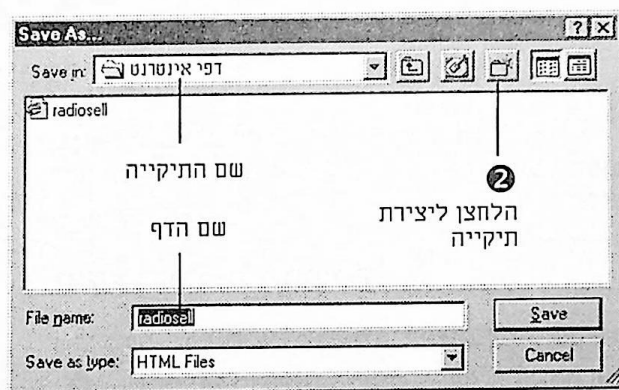 Save As...
Save in: דפי אינטרנט
radiosell
שם התיקייה
❷
הלחצן ליצירת
תיקייה
שם הדף
File name: radiosell
Save
Save as type: HTML Files
Cancel